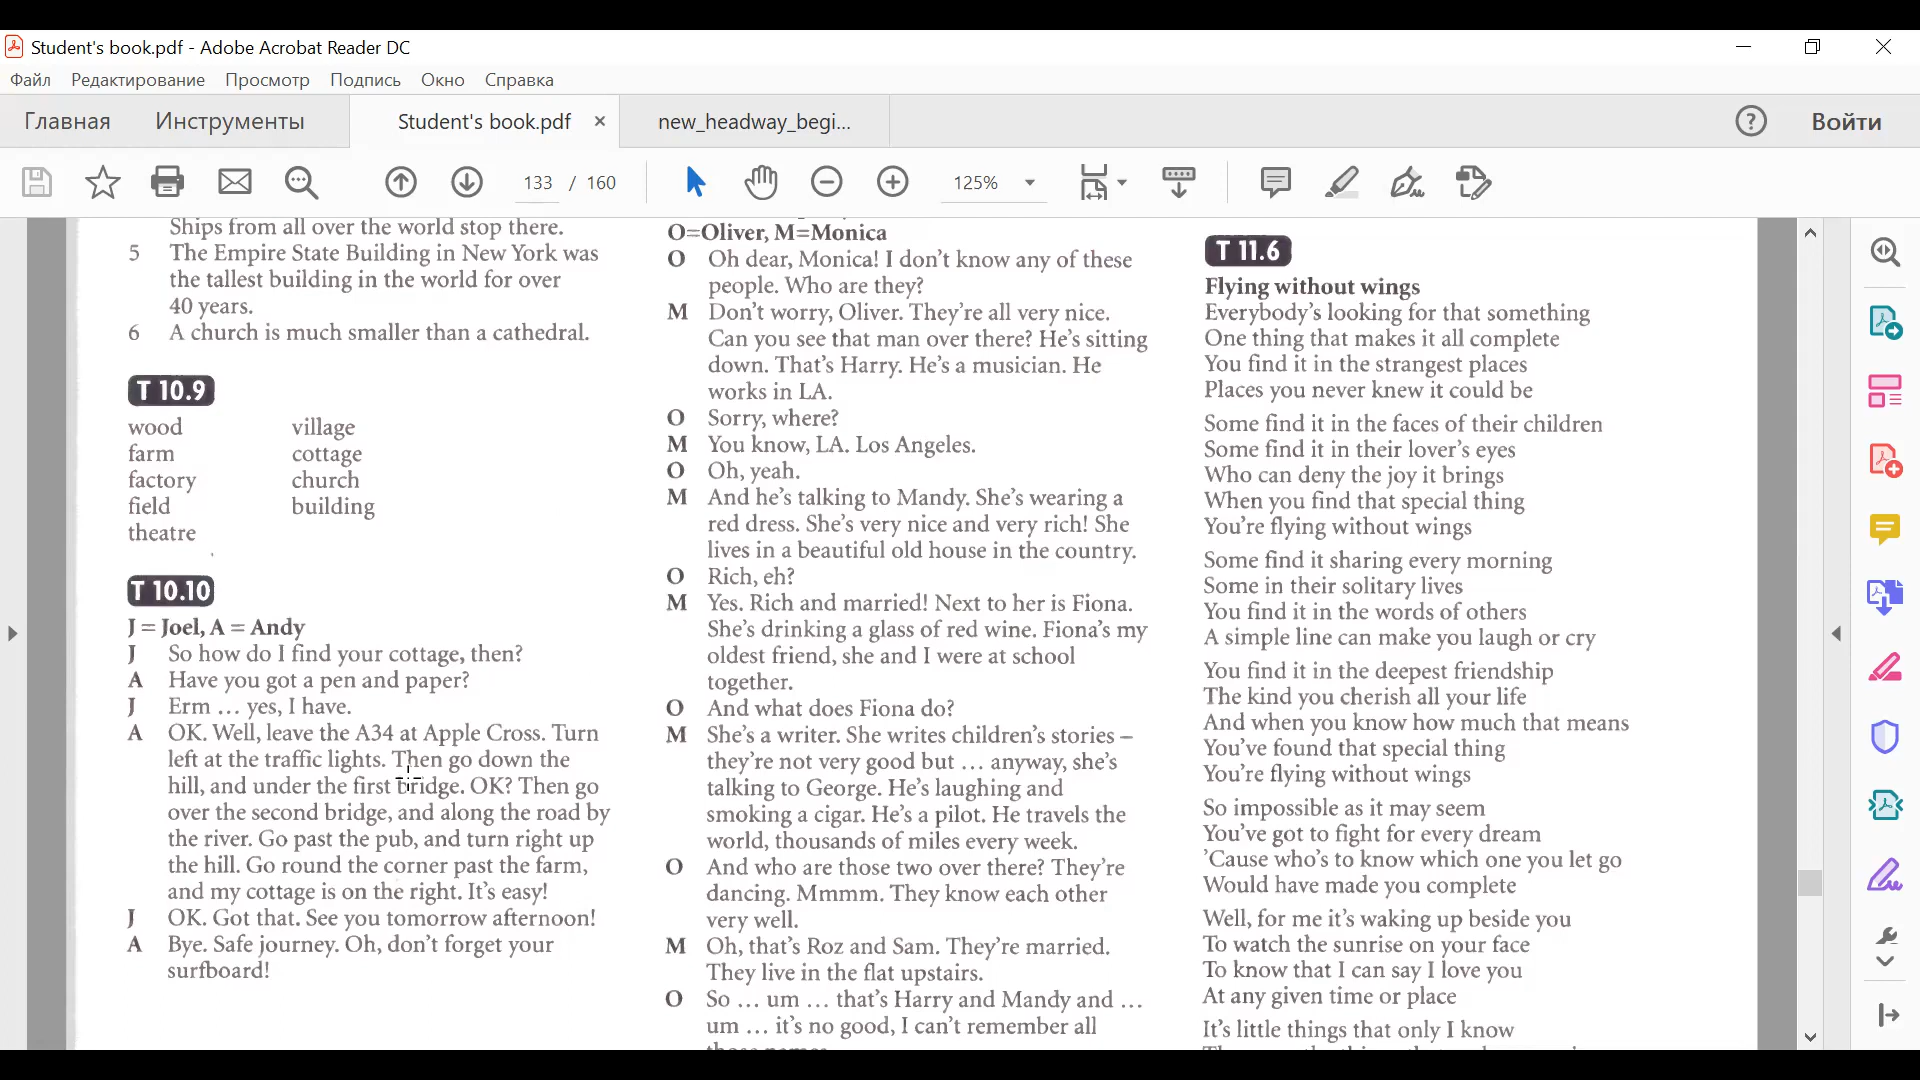 Student's book.pdf - Adobe Acrobat Reader DC
Файл Редактирование Просмотр Подпись Окно Справка
Главная Инструменты Student's book.pdf new_headway_begi... Войти
133 / 160 125%
Ships from all over the world stop there.
5 The Empire State Building in New York was
the tallest building in the world for over
40 years.
6 A church is much smaller than a cathedral.
T 10.9
wood village
farm cottage
factory church
field building
theatre
T 10.10
J = Joel, A = Andy
J So how do I find your cottage, then?
A Have you got a pen and paper?
J Erm … yes, I have.
A OK. Well, leave the A34 at Apple Cross. Turn
left at the traffic lights. Then go down the
hill, and under the first bridge. OK? Then go
over the second bridge, and along the road by
the river. Go past the pub, and turn right up
the hill. Go round the corner past the farm,
and my cottage is on the right. It's easy!
J OK. Got that. See you tomorrow afternoon!
A Bye. Safe journey. Oh, don't forget your
surfboard!
O=Oliver, M=Monica
O Oh dear, Monica! I don't know any of these
people. Who are they?
M Don't worry, Oliver. They're all very nice.
Can you see that man over there? He's sitting
down. That's Harry. He's a musician. He
works in LA.
O Sorry, where?
M You know, LA. Los Angeles.
O Oh, yeah.
M And he's talking to Mandy. She's wearing a
red dress. She's very nice and very rich! She
lives in a beautiful old house in the country.
O Rich, eh?
M Yes. Rich and married! Next to her is Fiona.
She's drinking a glass of red wine. Fiona's my
oldest friend, she and I were at school
together.
O And what does Fiona do?
M She's a writer. She writes children's stories –
they're not very good but … anyway, she's
talking to George. He's laughing and
smoking a cigar. He's a pilot. He travels the
world, thousands of miles every week.
O And who are those two over there? They're
dancing. Mmmm. They know each other
very well.
M Oh, that's Roz and Sam. They're married.
They live in the flat upstairs.
O So … um … that's Harry and Mandy and …
um … it's no good, I can't remember all
T 11.6
Flying without wings
Everybody's looking for that something
One thing that makes it all complete
You find it in the strangest places
Places you never knew it could be
Some find it in the faces of their children
Some find it in their lover's eyes
Who can deny the joy it brings
When you find that special thing
You're flying without wings
Some find it sharing every morning
Some in their solitary lives
You find it in the words of others
A simple line can make you laugh or cry
You find it in the deepest friendship
The kind you cherish all your life
And when you know how much that means
You've found that special thing
You're flying without wings
So impossible as it may seem
You've got to fight for every dream
'Cause who's to know which one you let go
Would have made you complete
Well, for me it's waking up beside you
To watch the sunrise on your face
To know that I can say I love you
At any given time or place
It's little things that only I know